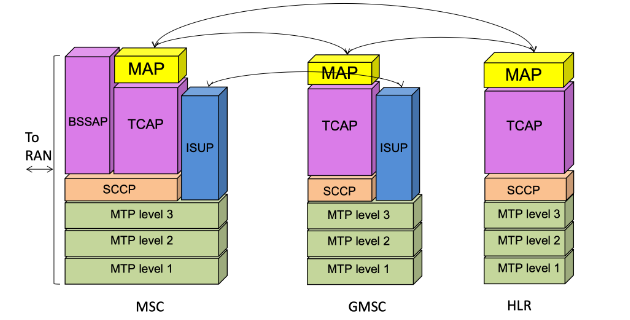 To
RAN
BSSAP
MAP
TCAP
ISUP
SCCP
MTP level 3
MTP level 2
MTP level 1
MSC
MAP
TCAP
ISUP
SCCP
MTP level 3
MTP level 2
MTP level 1
GMSC
MAP
TCAP
SCCP
MTP level 3
MTP level 2
MTP level 1
HLR